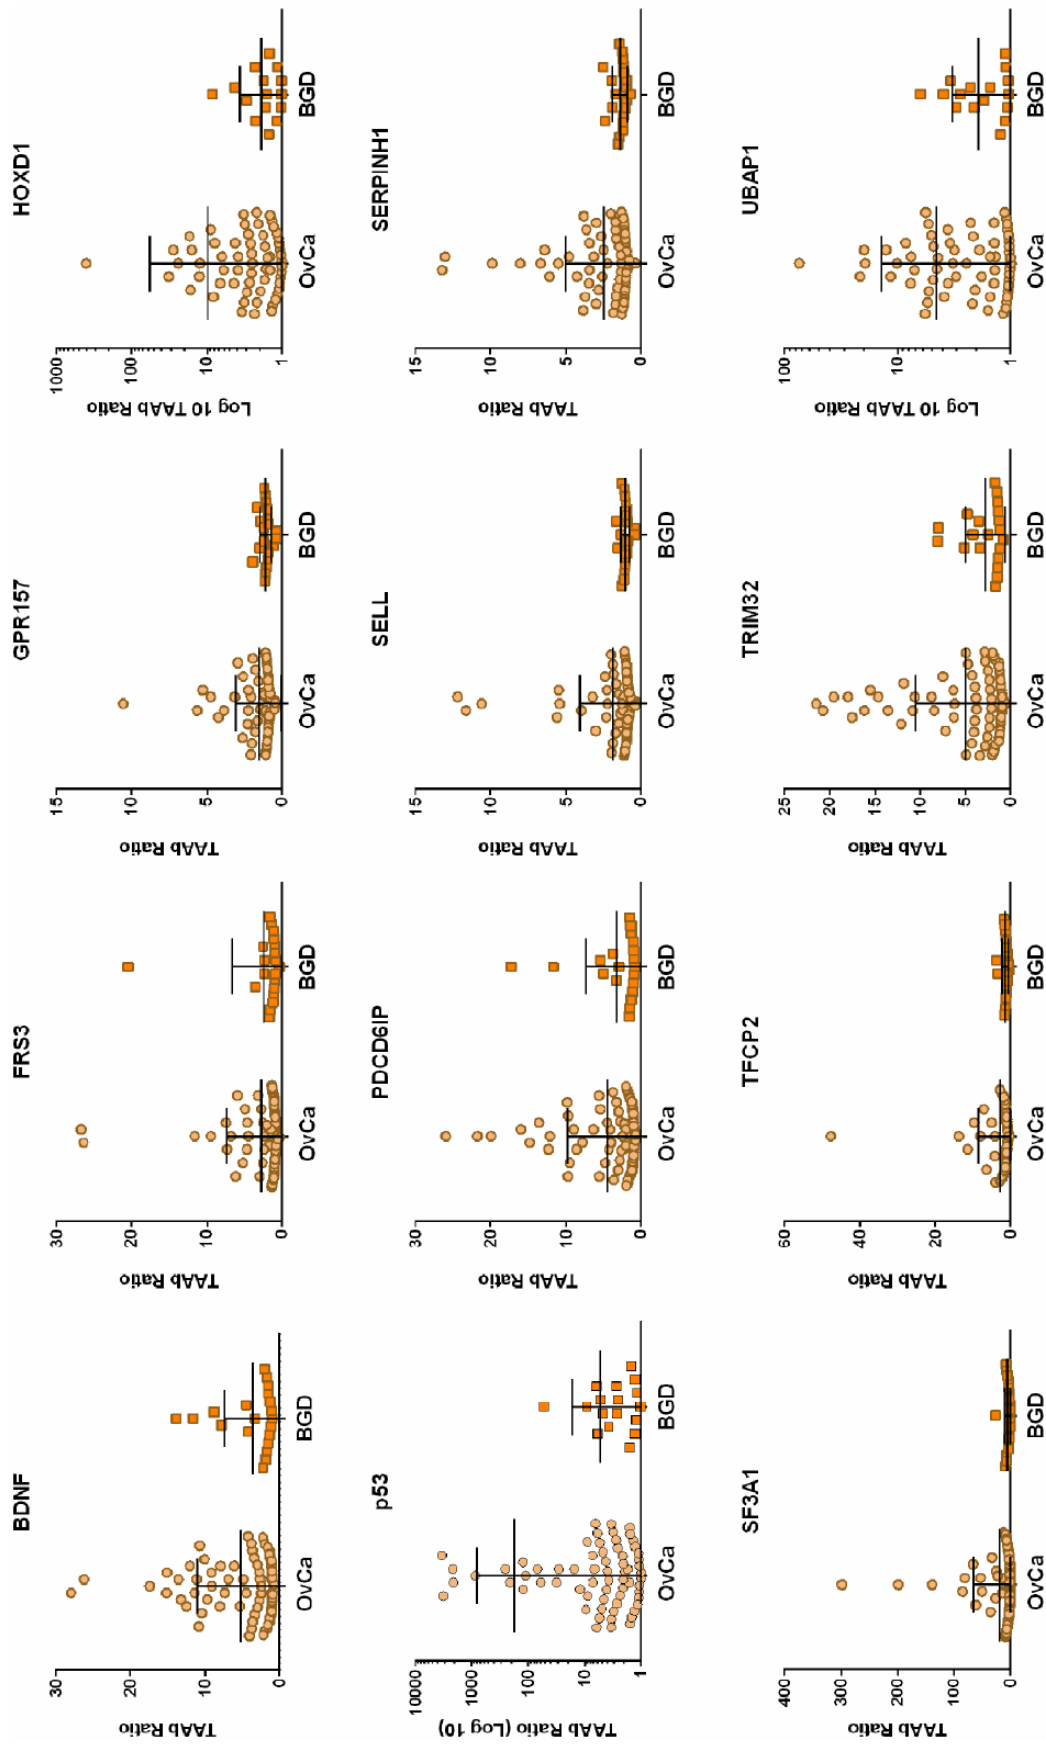 BDNF
TAAb Ratio
30
20
10
0
OvCa
BGD
FRS3
TAAb Ratio
30
20
10
0
OvCa
BGD
GPR157
TAAb Ratio
15
10
5
0
OvCa
BGD
HOXD1
Log 10 TAAb Ratio
1000
100
10
1
OvCa
BGD
p53
TAAb Ratio (Log 10)
10000
1000
100
10
1
OvCa
BGD
PDCD6IP
TAAb Ratio
30
20
10
0
OvCa
BGD
SELL
TAAb Ratio
15
10
5
0
OvCa
BGD
SERPINH1
TAAb Ratio
15
10
5
0
OvCa
BGD
SF3A1
TAAb Ratio
400
300
200
100
0
OvCa
BGD
TFCP2
TAAb Ratio
60
40
20
0
OvCa
BGD
TRIM32
TAAb Ratio
25
20
15
10
5
0
OvCa
BGD
UBAP1
Log 10 TAAb Ratio
100
10
1
OvCa
BGD